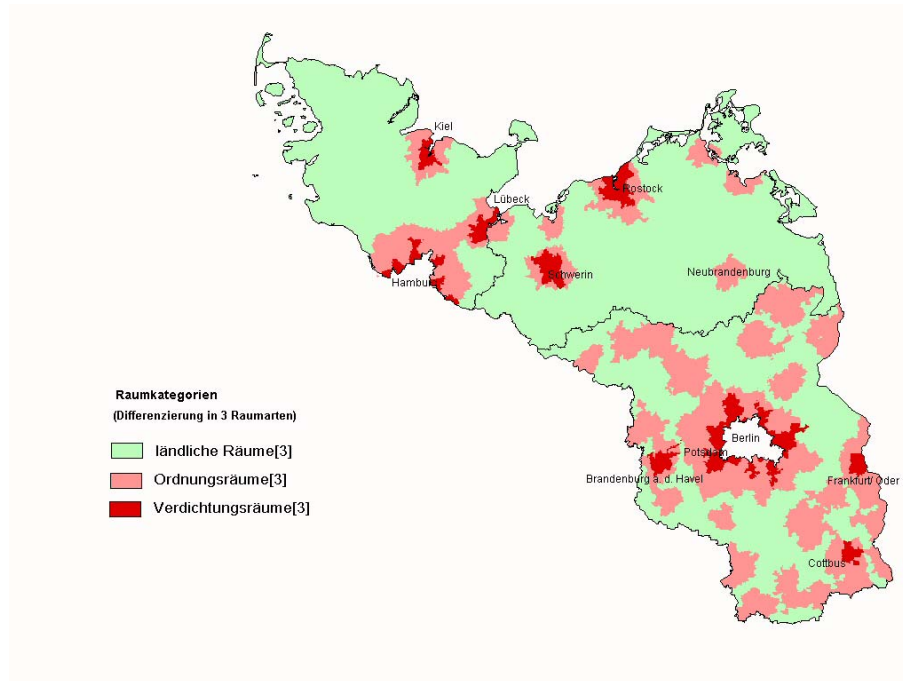 Kiel
Lübeck
Rostock
Hamburg
Schwerin
Neubrandenburg
Raumkategorien
(Differenzierung in 3 Raumarten)
ländliche Räume[3]
Ordnungsräume[3]
Verdichtungsräume[3]
Berlin
Potsdam
Brandenburg a. d. Havel
Frankfurt/ Oder
Cottbus